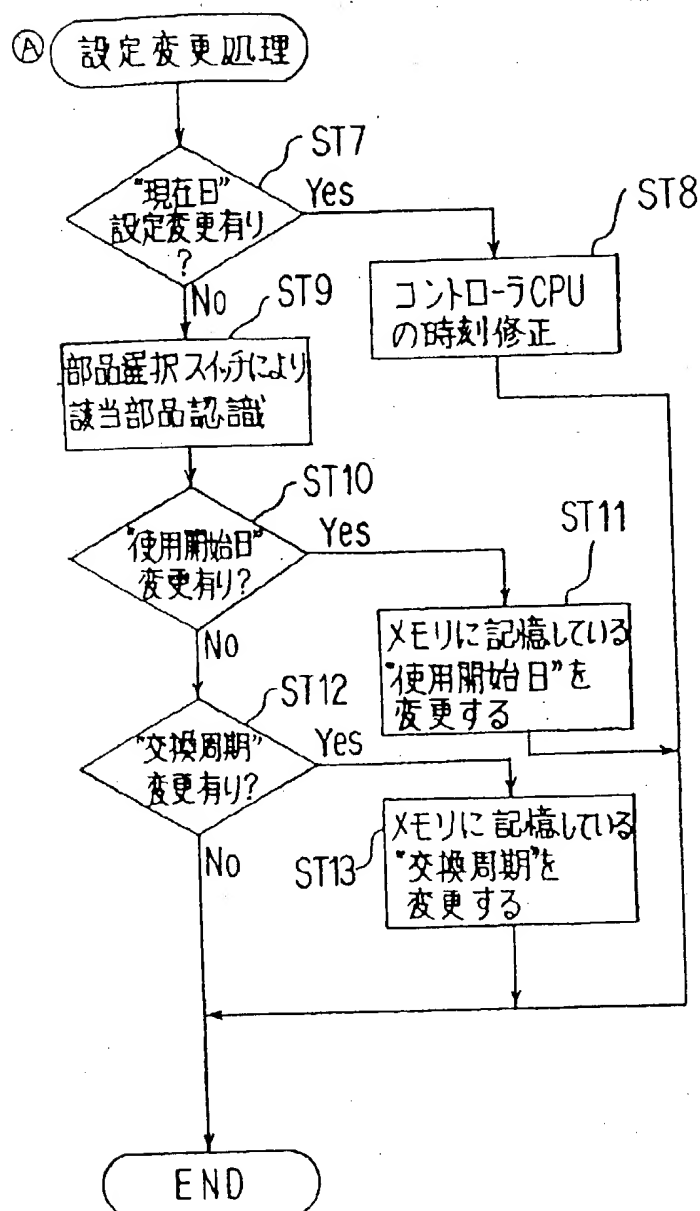 Ⓐ 設定変更処理
ST7
"現在日"
設定変更有り
?
Yes
No
ST8
コントローラCPU
の時刻修正
ST9
部品選択スイッチにより
該当部品認識
ST10
"使用開始日"
変更有り?
Yes
No
ST11
メモリに記憶している
"使用開始日"を
変更する
ST12
"交換周期"
変更有り?
Yes
No
ST13
メモリに記憶している
"交換周期"を
変更する
END